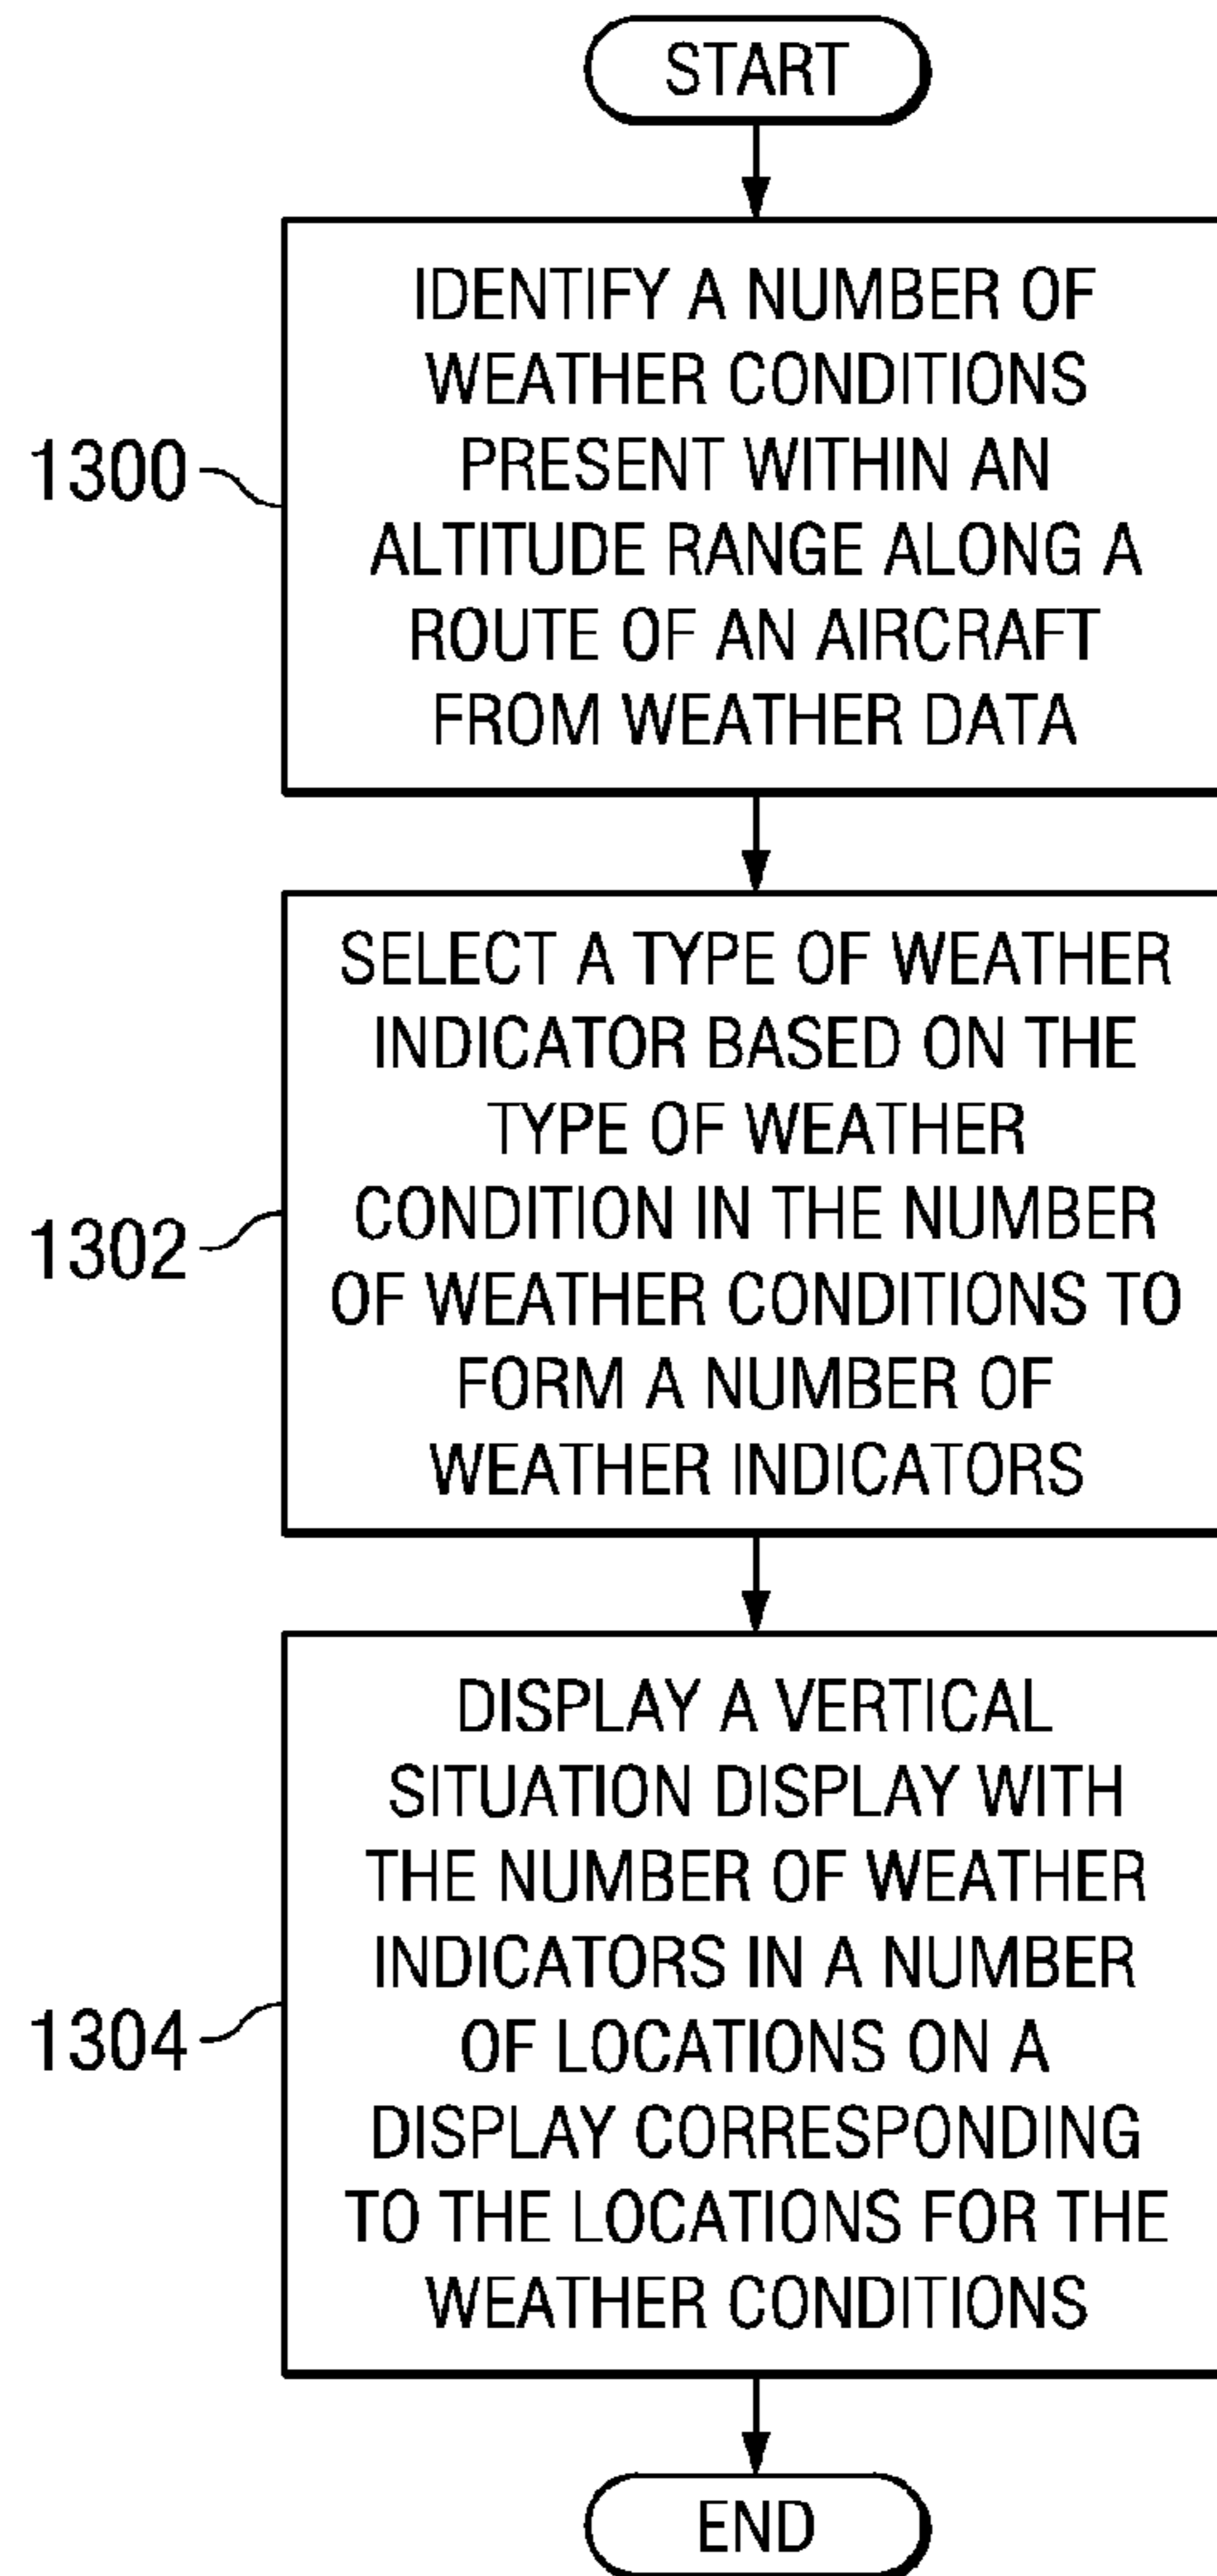 START
IDENTIFY A NUMBER OF
WEATHER CONDITIONS
PRESENT WITHIN AN
1300
ALTITUDE RANGE ALONG A
ROUTE OF AN AIRCRAFT
FROM WEATHER DATA
SELECT A TYPE OF WEATHER
INDICATOR BASED ON THE
TYPE OF WEATHER
CONDITION IN THE NUMBER
1302
OF WEATHER CONDITIONS TO
FORM A NUMBER OF
WEATHER INDICATORS
DISPLAY A VERTICAL
SITUATION DISPLAY WITH
THE NUMBER OF WEATHER
INDICATORS IN A NUMBER
1304
OF LOCATIONS ON A
DISPLAY CORRESPONDING
TO THE LOCATIONS FOR THE
WEATHER CONDITIONS
END